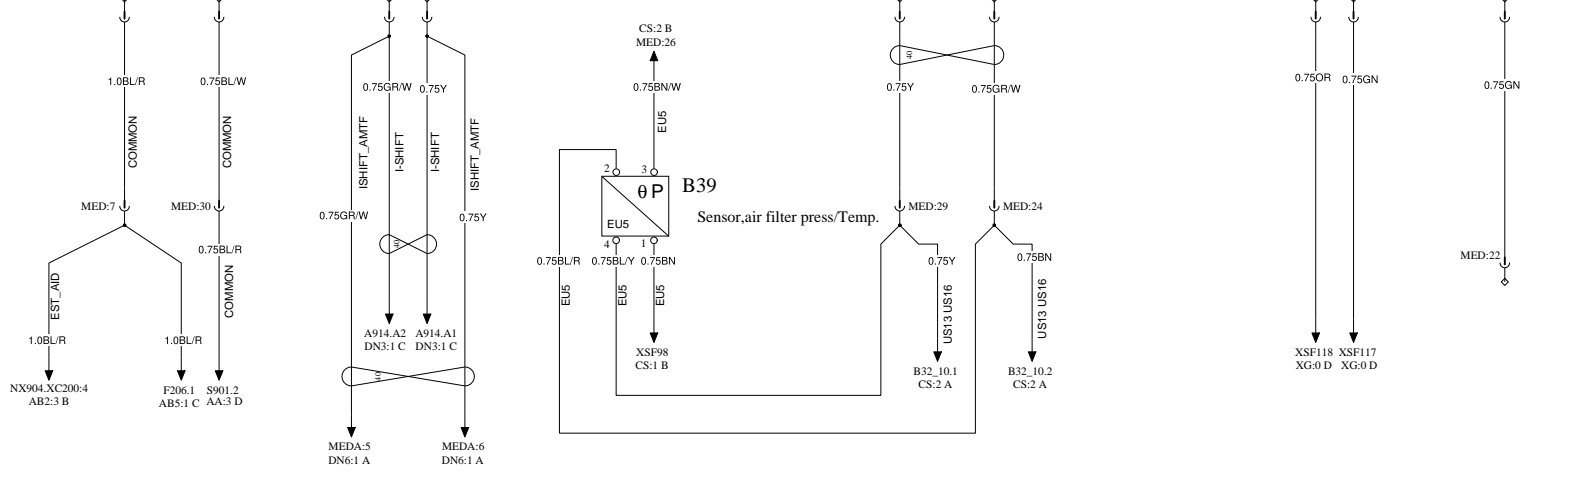 CS:2 B
MED:26
40
1.0BL/R
0.75BL/W
0.75GR/W
0.75Y
0.75BN/W
0.75Y
0.75GR/W
0.75OR
0.75GN
0.75GN
COMMON
COMMON
ISHIFT_AMTF
I-SHIFT
I-SHIFT
ISHIFT_AMTF
EU5
2
3
θ P
B39
EU5
Sensor,air filter press/Temp.
4
1
MED:7
MED:30
MED:29
MED:24
0.75GR/W
0.75Y
40
0.75BL/R
0.75BL/R
0.75BL/Y
0.75BN
0.75Y
0.75BN
MED:22
EST_AID
COMMON
EU5
EU5
EU5
US13 US16
US13 US16
1.0BL/R
1.0BL/R
A914.A2
DN3:1 C
A914.A1
DN3:1 C
XSF98
CS:1 B
XSF118
XG:0 D
XSF117
XG:0 D
B32_10.1
CS:2 A
B32_10.2
CS:2 A
40
NX904.XC200:4
AB2:3 B
F206.1
AB5:1 C
S901.2
AA:3 D
MEDA:5
DN6:1 A
MEDA:6
DN6:1 A